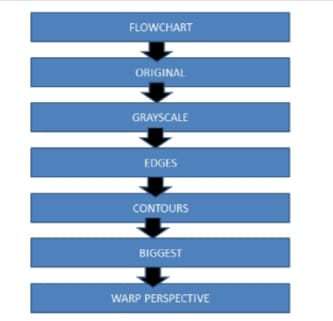 FLOWCHART
ORIGINAL
GRAYSCALE
EDGES
CONTOURS
BIGGEST
WARP PERSPECTIVE